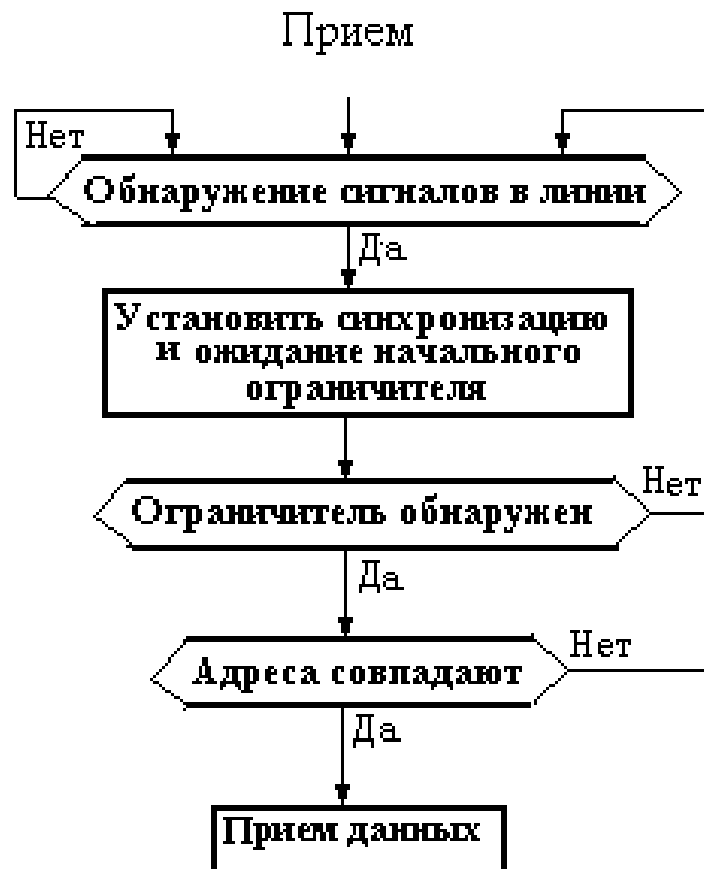 Прием
Нет
Обнаружение сигналов в линии
Да
Установить синхронизацию
и ожидание начального
ограничителя
Нет
Ограничитель обнаружен
Да
Нет
Адреса совпадают
Да
Прием данных